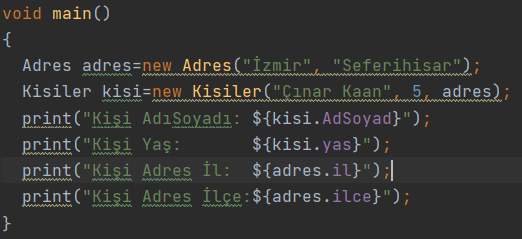 void main()
{
  Adres adres=new Adres("İzmir", "Seferihisar");
  Kisiler kisi=new Kisiler("Çınar Kaan", 5, adres);
  print("Kişi AdıSoyadı: ${kisi.AdSoyad}");
  print("Kişi Yaş:       ${kisi.yas}");
  print("Kişi Adres İl:  ${adres.il}");
  print("Kişi Adres İlçe:${adres.ilce}");
}